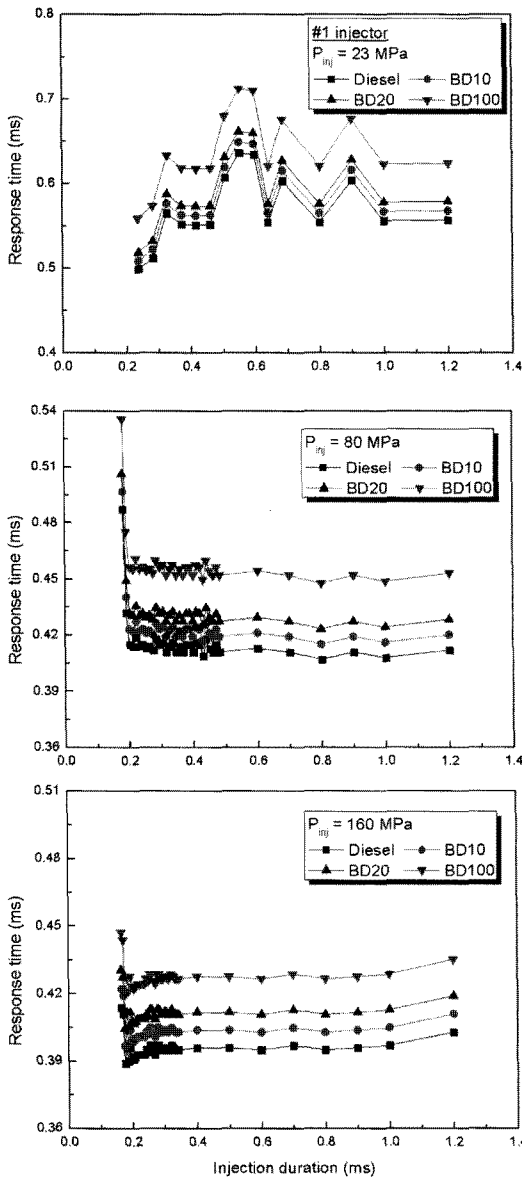 0.8
0.7
0.6
0.5
0.4
Response time (ms)
#1 injector
P_inj = 23 MPa
Diesel BD10
BD20 BD100
0.0 0.2 0.4 0.6 0.8 1.0 1.2 1.4
0.54
0.51
0.48
0.45
0.42
0.39
0.36
Response time (ms)
P_inj = 80 MPa
Diesel BD10
BD20 BD100
0.0 0.2 0.4 0.6 0.8 1.0 1.2 1.4
0.51
0.48
0.45
0.42
0.39
0.36
Response time (ms)
P_inj = 160 MPa
Diesel BD10
BD20 BD100
0.0 0.2 0.4 0.6 0.8 1.0 1.2 1.4
Injection duration (ms)